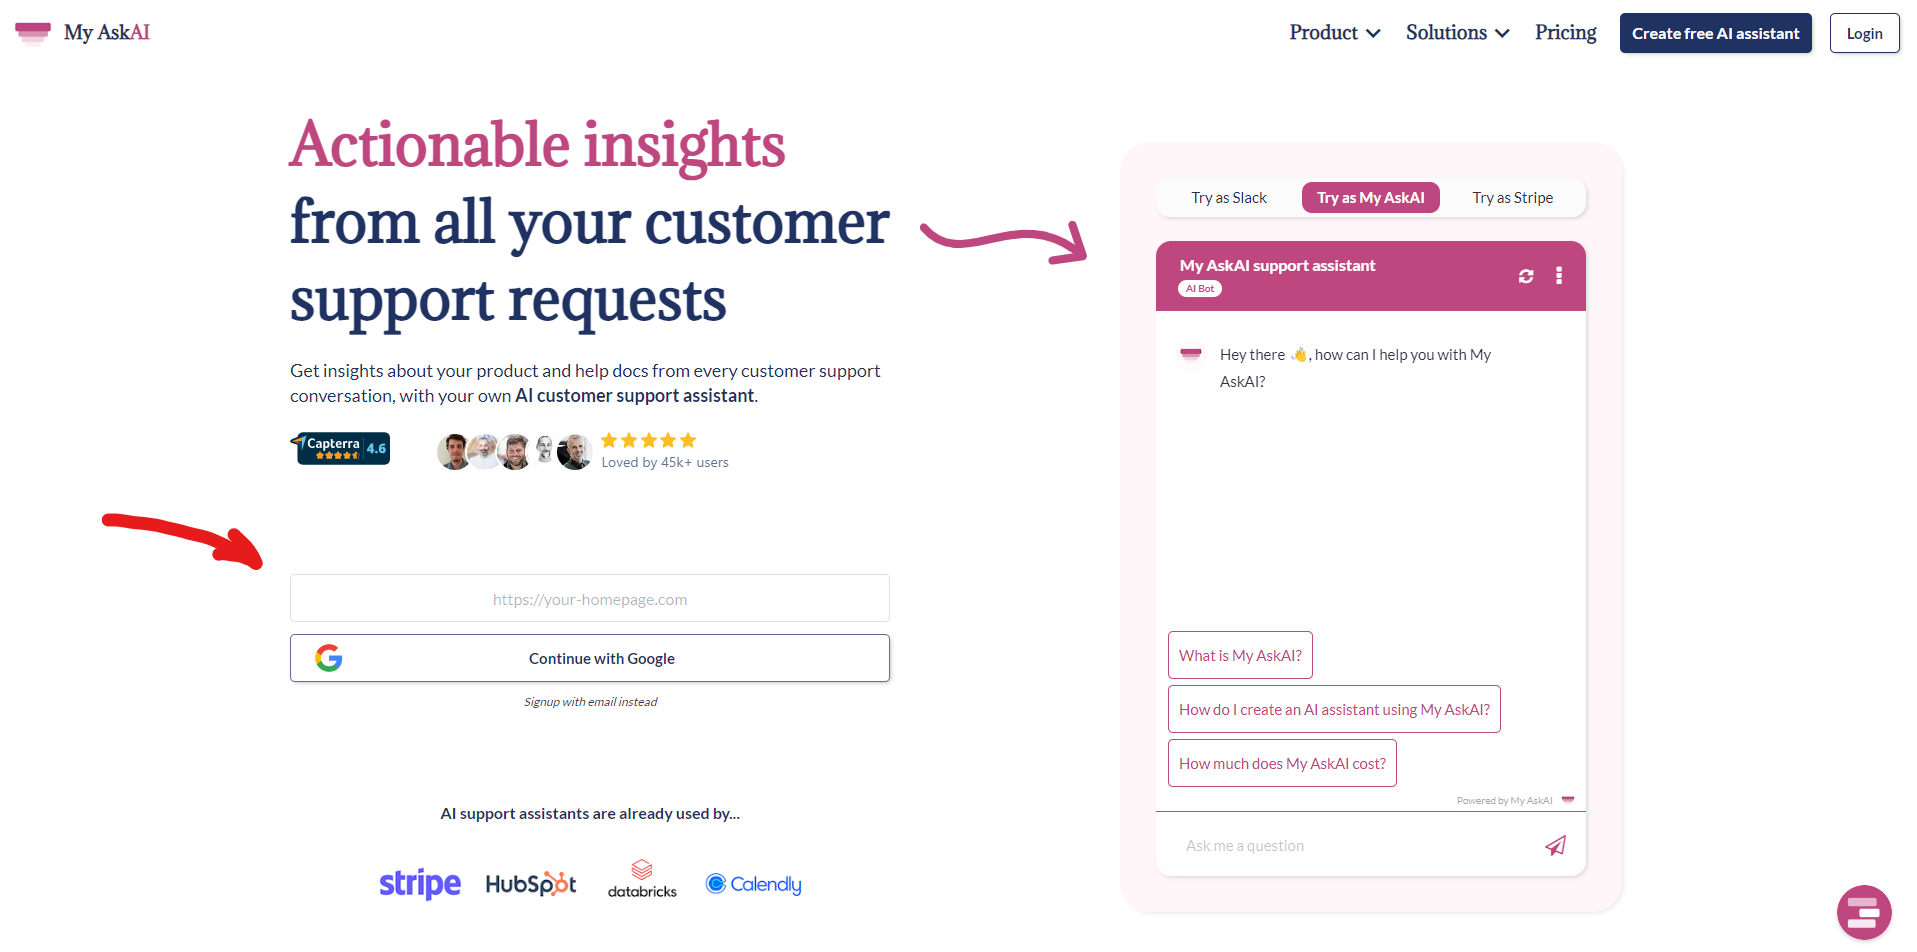 My AskAI
Product
Solutions
Pricing
Create free AI assistant
Login
Actionable insights
from all your customer
support requests
Get insights about your product and help docs from every customer support
conversation, with your own AI customer support assistant.
Capterra 4.6
Loved by 45k+ users
https://your-homepage.com
Continue with Google
Signup with email instead
AI support assistants are already used by...
stripe
HubSpot
databricks
Calendly
Try as Slack
Try as My AskAI
Try as Stripe
My AskAI support assistant
AI Bot
Hey there 👋, how can I help you with My
AskAI?
What is My AskAI?
How do I create an AI assistant using My AskAI?
How much does My AskAI cost?
Powered by My AskAI
Ask me a question